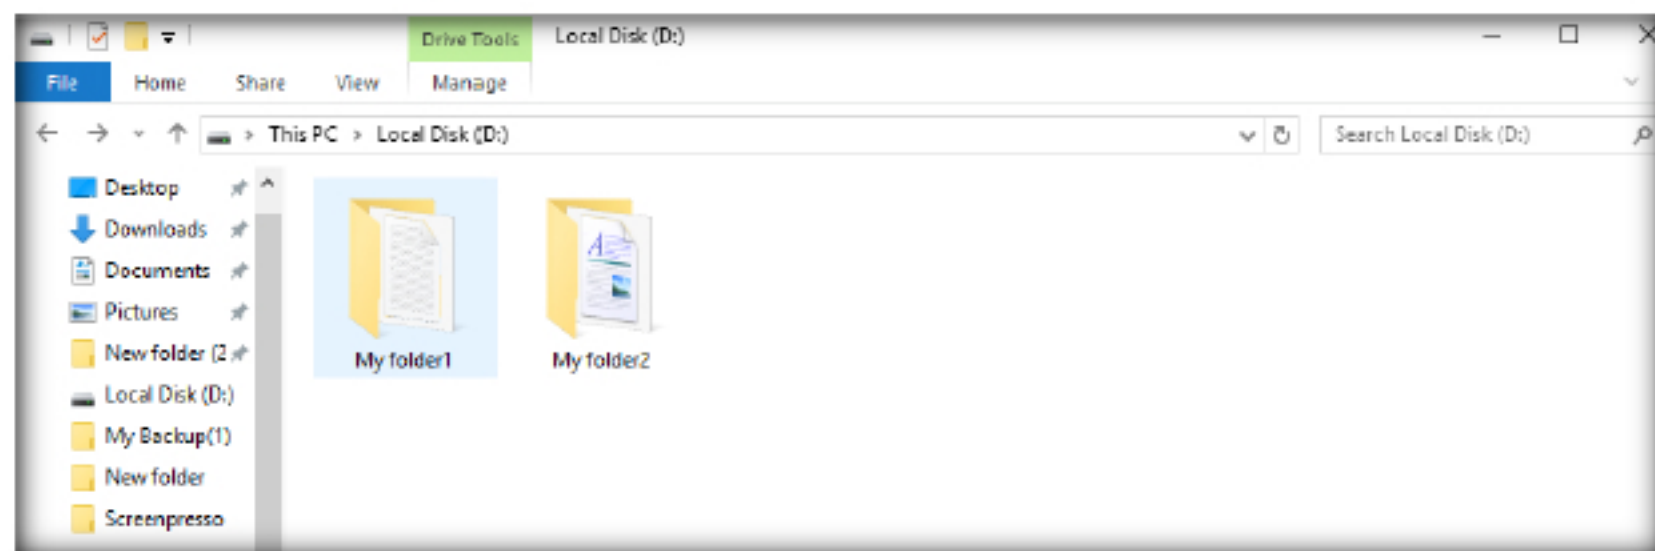 Drive Tools Local Disk (D:)
File Home Share View Manage
This PC > Local Disk (D:) Search Local Disk (D:)
Desktop
Downloads
Documents
Pictures
New folder (2
Local Disk (D:)
My Backup(1)
New folder
Screenpresso
My folder1 My folder2